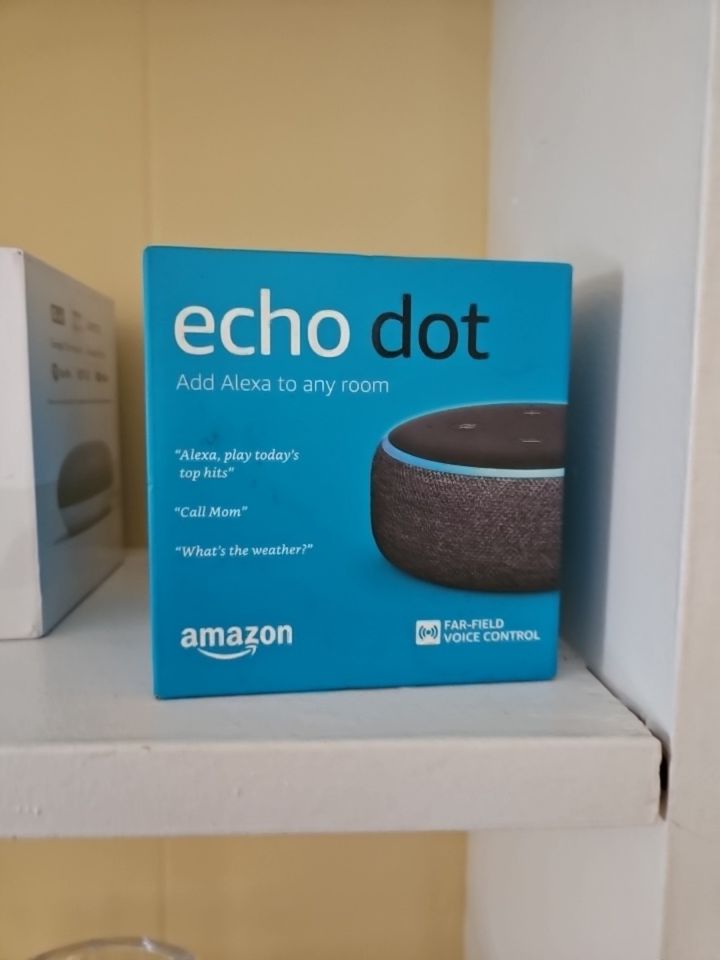 echo dot
Add Alexa to any room
“Alexa, play today's
top hits”
“Call Mom”
“What's the weather?”
amazon
FAR-FIELD
VOICE CONTROL